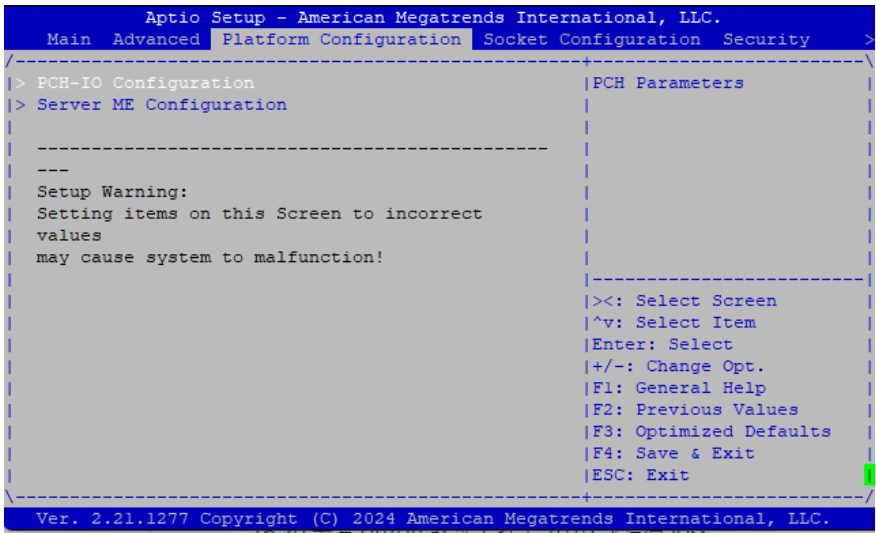 Aptio Setup - American Megatrends International, LLC.
Main Advanced Platform Configuration Socket Configuration Security >
/------------------------------------------------------+--------------------------\
|> PCH-IO Configuration |PCH Parameters |
|> Server ME Configuration | |
| | |
| ----------------------------------------------- | |
| --- | |
| Setup Warning: | |
| Setting items on this Screen to incorrect | |
| values | |
| may cause system to malfunction! | |
| |-------------------------|
| |><: Select Screen |
| |^v: Select Item |
| |Enter: Select |
| |+/-: Change Opt. |
| |F1: General Help |
| |F2: Previous Values |
| |F3: Optimized Defaults |
| |F4: Save & Exit |
| |ESC: Exit |
\------------------------------------------------------+--------------------------/
Ver. 2.21.1277 Copyright (C) 2024 American Megatrends International, LLC.